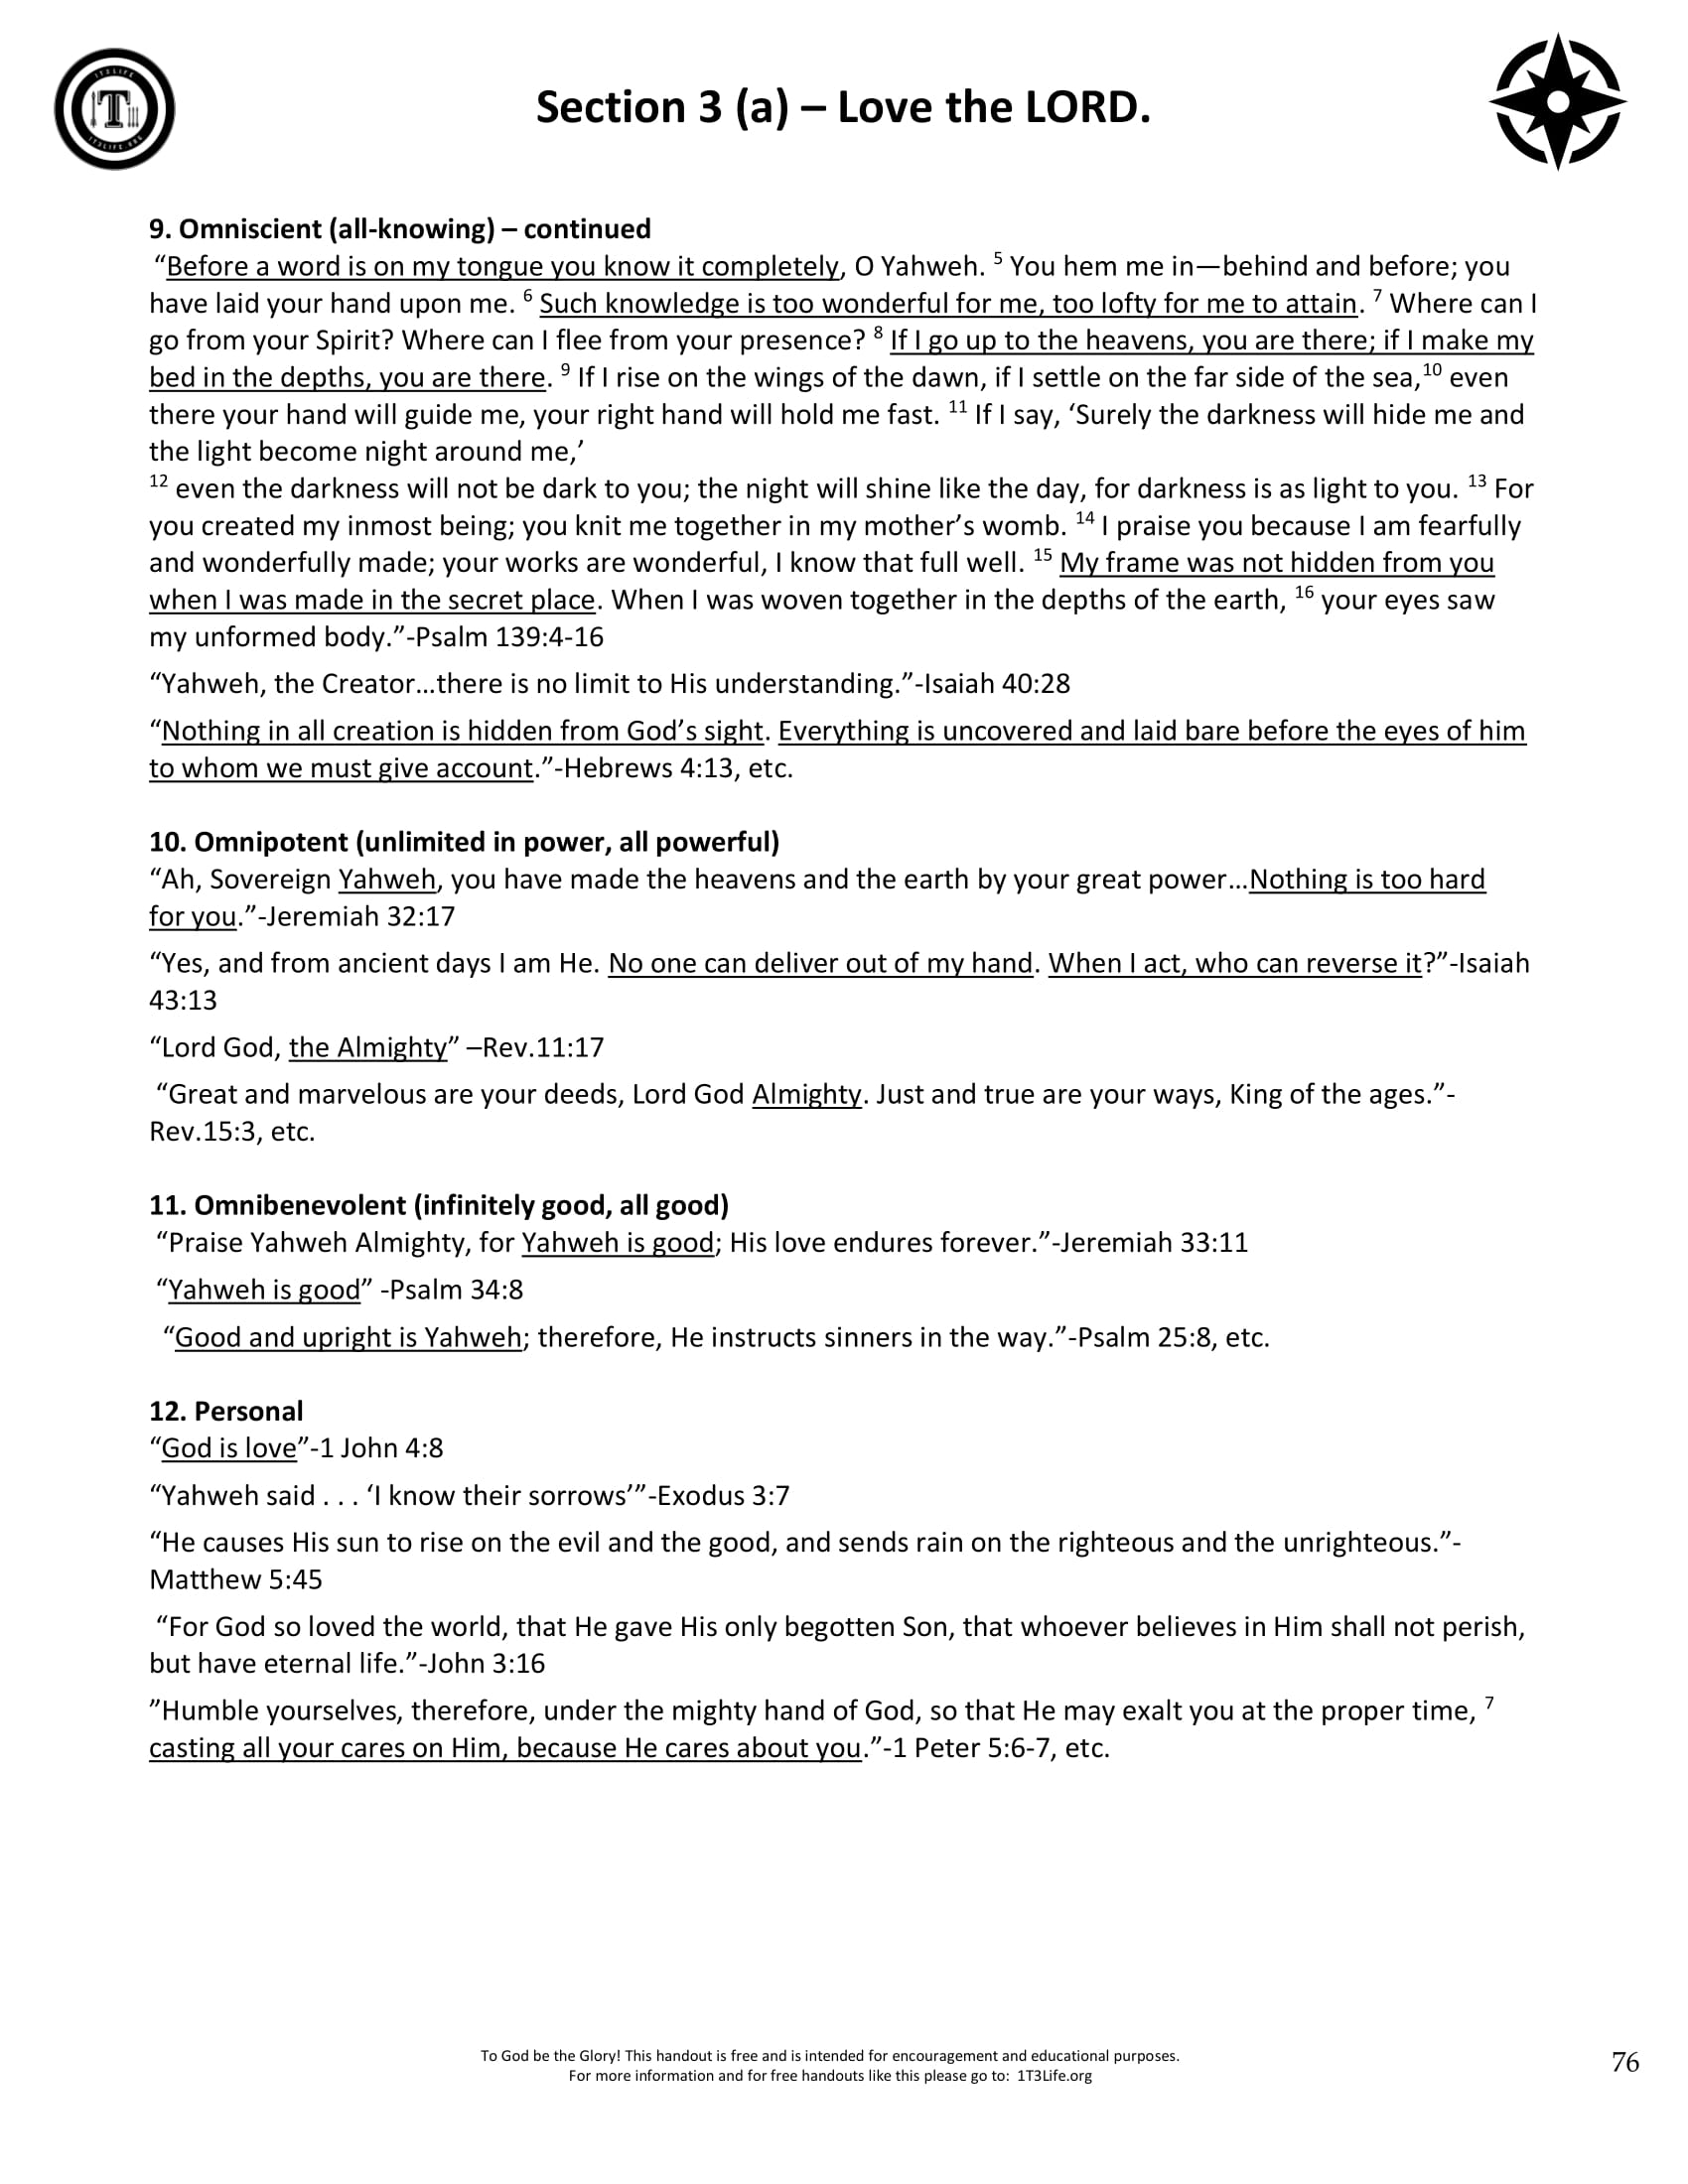 Section 3 (a) – Love the LORD.
9. Omniscient (all-knowing) – continued
“Before a word is on my tongue you know it completely, O Yahweh. 5 You hem me in—behind and before; you
have laid your hand upon me. 6 Such knowledge is too wonderful for me, too lofty for me to attain. 7 Where can I
go from your Spirit? Where can I flee from your presence? 8 If I go up to the heavens, you are there; if I make my
bed in the depths, you are there. 9 If I rise on the wings of the dawn, if I settle on the far side of the sea,10 even
there your hand will guide me, your right hand will hold me fast. 11 If I say, ‘Surely the darkness will hide me and
the light become night around me,’
12 even the darkness will not be dark to you; the night will shine like the day, for darkness is as light to you. 13 For
you created my inmost being; you knit me together in my mother’s womb. 14 I praise you because I am fearfully
and wonderfully made; your works are wonderful, I know that full well. 15 My frame was not hidden from you
when I was made in the secret place. When I was woven together in the depths of the earth, 16 your eyes saw
my unformed body.”-Psalm 139:4-16
“Yahweh, the Creator…there is no limit to His understanding.”-Isaiah 40:28
“Nothing in all creation is hidden from God’s sight. Everything is uncovered and laid bare before the eyes of him
to whom we must give account.”-Hebrews 4:13, etc.
10. Omnipotent (unlimited in power, all powerful)
“Ah, Sovereign Yahweh, you have made the heavens and the earth by your great power…Nothing is too hard
for you.”-Jeremiah 32:17
“Yes, and from ancient days I am He. No one can deliver out of my hand. When I act, who can reverse it?”-Isaiah
43:13
“Lord God, the Almighty” –Rev.11:17
“Great and marvelous are your deeds, Lord God Almighty. Just and true are your ways, King of the ages.”-
Rev.15:3, etc.
11. Omnibenevolent (infinitely good, all good)
“Praise Yahweh Almighty, for Yahweh is good; His love endures forever.”-Jeremiah 33:11
“Yahweh is good” -Psalm 34:8
“Good and upright is Yahweh; therefore, He instructs sinners in the way.”-Psalm 25:8, etc.
12. Personal
“God is love”-1 John 4:8
“Yahweh said . . . ‘I know their sorrows’”-Exodus 3:7
“He causes His sun to rise on the evil and the good, and sends rain on the righteous and the unrighteous.”-
Matthew 5:45
“For God so loved the world, that He gave His only begotten Son, that whoever believes in Him shall not perish,
but have eternal life.”-John 3:16
”Humble yourselves, therefore, under the mighty hand of God, so that He may exalt you at the proper time, 7
casting all your cares on Him, because He cares about you.”-1 Peter 5:6-7, etc.
To God be the Glory! This handout is free and is intended for encouragement and educational purposes.
For more information and for free handouts like this please go to:  1T3Life.org
76